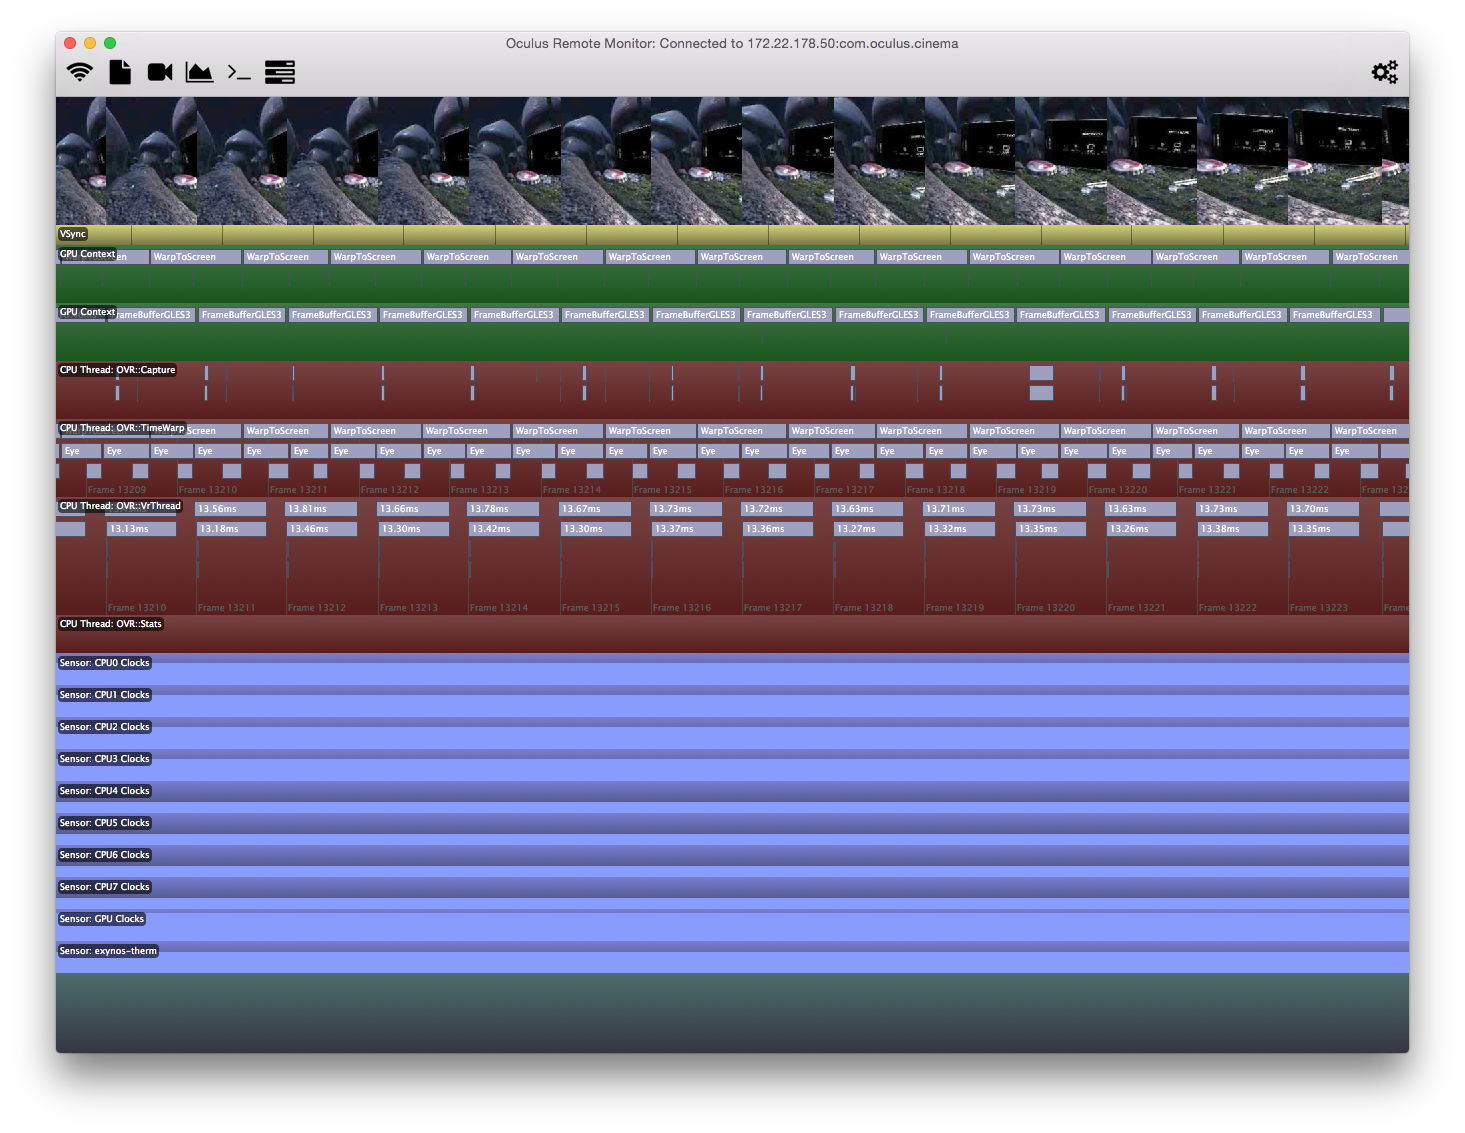 Oculus Remote Monitor: Connected to 172.22.178.50:com.oculus.cinema
VSync
GPU Context en WarpToScreen WarpToScreen WarpToScreen WarpToScreen WarpToScreen WarpToScreen WarpToScreen WarpToScreen WarpToScreen WarpToScreen WarpToScreen WarpToScreen WarpToScreen WarpToScreen
GPU Context rameBufferGLES3 FrameBufferGLES3 FrameBufferGLES3 FrameBufferGLES3 FrameBufferGLES3 FrameBufferGLES3 FrameBufferGLES3 FrameBufferGLES3 FrameBufferGLES3 FrameBufferGLES3 FrameBufferGLES3 FrameBufferGLES3 FrameBufferGLES3 FrameBufferGLES3
CPU Thread: OVR::Capture
CPU Thread: OVR::TimeWarp Screen WarpToScreen WarpToScreen WarpToScreen WarpToScreen WarpToScreen WarpToScreen WarpToScreen WarpToScreen WarpToScreen WarpToScreen WarpToScreen WarpToScreen WarpToScreen
Eye Eye Eye Eye Eye Eye Eye Eye Eye Eye Eye Eye Eye Eye Eye Eye Eye Eye Eye Eye Eye Eye Eye Eye Eye Eye Eye Eye Eye
Frame 13209 Frame 13210 Frame 13211 Frame 13212 Frame 13213 Frame 13214 Frame 13215 Frame 13216 Frame 13217 Frame 13218 Frame 13219 Frame 13220 Frame 13221 Frame 13222 Frame 132
CPU Thread: OVR::VrThread 13.56ms 13.81ms 13.66ms 13.78ms 13.67ms 13.73ms 13.72ms 13.63ms 13.71ms 13.73ms 13.63ms 13.73ms 13.70ms
13.13ms 13.18ms 13.46ms 13.30ms 13.42ms 13.30ms 13.37ms 13.36ms 13.27ms 13.32ms 13.35ms 13.26ms 13.38ms 13.35ms
Frame 13210 Frame 13211 Frame 13212 Frame 13213 Frame 13214 Frame 13215 Frame 13216 Frame 13217 Frame 13218 Frame 13219 Frame 13220 Frame 13221 Frame 13222 Frame 13223 Frame
CPU Thread: OVR::Stats
Sensor: CPU0 Clocks
Sensor: CPU1 Clocks
Sensor: CPU2 Clocks
Sensor: CPU3 Clocks
Sensor: CPU4 Clocks
Sensor: CPU5 Clocks
Sensor: CPU6 Clocks
Sensor: CPU7 Clocks
Sensor: GPU Clocks
Sensor: exynos-therm